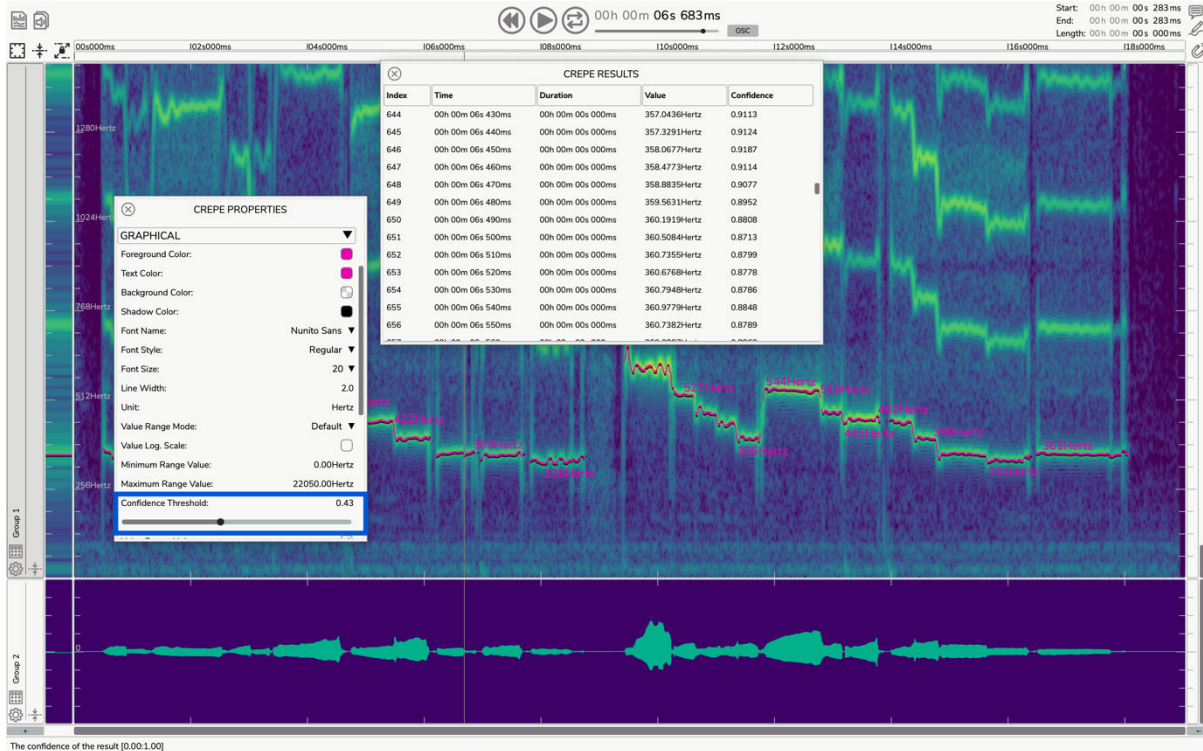 00h 00m 06s 683ms
OSC
Start: 00h 00m 00s 283ms
End: 00h 00m 00s 283ms
Length: 00h 00m 00s 000ms
00s000ms 02s000ms 04s000ms 06s000ms 08s000ms 10s000ms 12s000ms 14s000ms 16s000ms 18s000ms
CREPE RESULTS
Index Time Duration Value Confidence
644 00h 00m 06s 430ms 00h 00m 00s 000ms 357.0436Hertz 0.9113
645 00h 00m 06s 440ms 00h 00m 00s 000ms 357.3291Hertz 0.9124
646 00h 00m 06s 450ms 00h 00m 00s 000ms 358.0677Hertz 0.9187
647 00h 00m 06s 460ms 00h 00m 00s 000ms 358.4773Hertz 0.9114
648 00h 00m 06s 470ms 00h 00m 00s 000ms 358.8835Hertz 0.9077
649 00h 00m 06s 480ms 00h 00m 00s 000ms 359.5631Hertz 0.8952
650 00h 00m 06s 490ms 00h 00m 00s 000ms 360.1919Hertz 0.8808
651 00h 00m 06s 500ms 00h 00m 00s 000ms 360.5084Hertz 0.8713
652 00h 00m 06s 510ms 00h 00m 00s 000ms 360.7355Hertz 0.8799
653 00h 00m 06s 520ms 00h 00m 00s 000ms 360.6768Hertz 0.8778
654 00h 00m 06s 530ms 00h 00m 00s 000ms 360.7948Hertz 0.8786
655 00h 00m 06s 540ms 00h 00m 00s 000ms 360.9779Hertz 0.8848
656 00h 00m 06s 550ms 00h 00m 00s 000ms 360.7382Hertz 0.8789
1280Hertz
1024Hert
768Hertz
512Hertz
256Hertz
CREPE PROPERTIES
GRAPHICAL
Foreground Color:
Text Color:
Background Color:
Shadow Color:
Font Name: Nunito Sans
Font Style: Regular
Font Size: 20
Line Width: 2.0
Unit: Hertz
Value Range Mode: Default
Value Log. Scale:
Minimum Range Value: 0.00Hertz
Maximum Range Value: 22050.00Hertz
Confidence Threshold: 0.43
422Hertz
527Hertz
544Hertz
Group 1
0
Group 2
The confidence of the result [0.00:1.00]